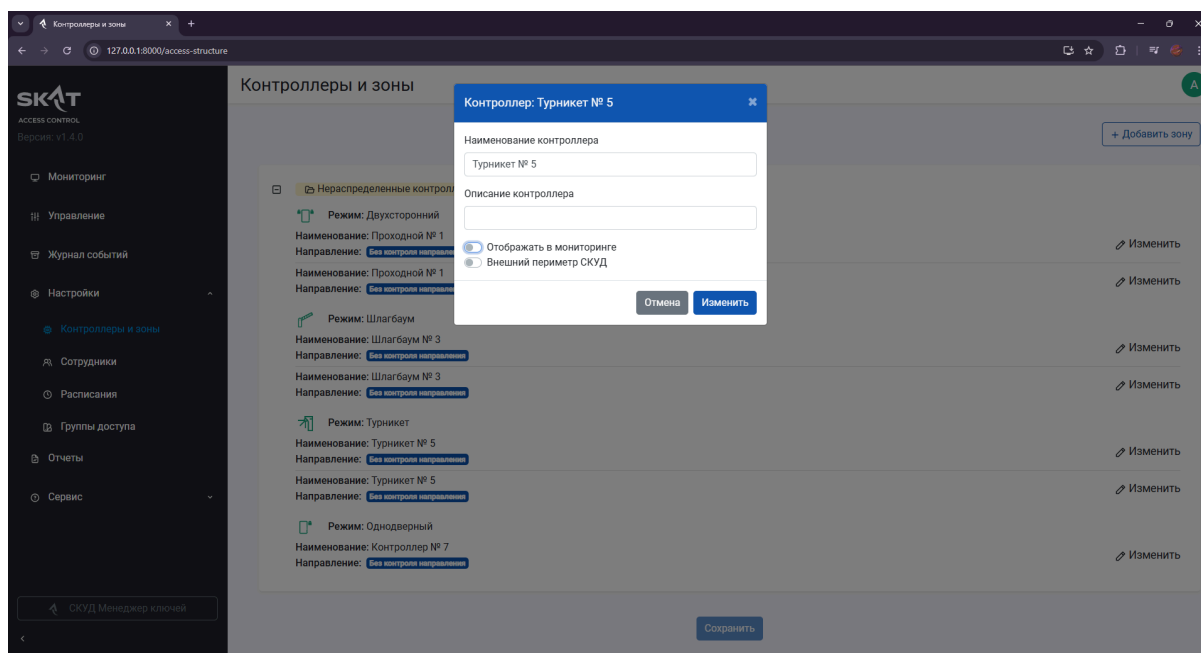 Контроллеры и зоны
127.0.0.1:8000/access-structure
SKAT
ACCESS CONTROL
Версия: v1.4.0
Мониторинг
Управление
Журнал событий
Настройки
Контроллеры и зоны
Сотрудники
Расписания
Группы доступа
Отчеты
Сервис
СКУД Менеджер ключей
Контроллеры и зоны
A
+ Добавить зону
Контроллер: Турникет № 5
Наименование контроллера
Турникет № 5
Описание контроллера
Отображать в мониторинге
Внешний периметр СКУД
Отмена Изменить
Нераспределенные
Режим: Двухсторонний
Наименование: Проходной № 1
Направление: Без контроля
Изменить
Наименование: Проходной № 1
Направление: Без контроля
Изменить
Режим: Шлагбаум
Наименование: Шлагбаум № 3
Направление: Без контроля направления
Изменить
Наименование: Шлагбаум № 3
Направление: Без контроля направления
Изменить
Режим: Турникет
Наименование: Турникет № 5
Направление: Без контроля направления
Изменить
Наименование: Турникет № 5
Направление: Без контроля направления
Изменить
Режим: Однодверный
Наименование: Контроллер № 7
Направление: Без контроля направления
Изменить
Сохранить